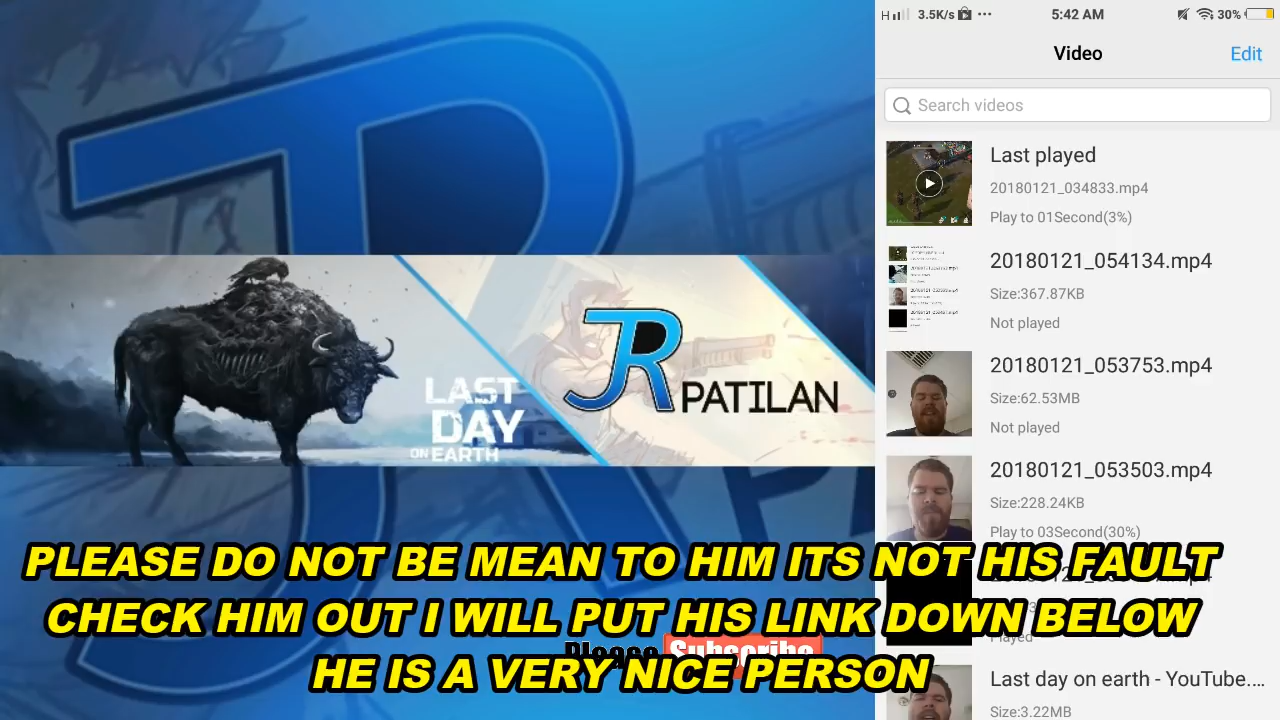 H 3.5K/s ... 5:42 AM 30%
Video
Edit
Search videos
Last played
20180121_034833.mp4
Play to 01Second(3%)
20180121_054134.mp4
Size:367.87KB
Not played
20180121_053753.mp4
Size:62.53MB
Not played
20180121_053503.mp4
Size:228.24KB
Play to 03Second(30%)
Played
Last day on earth - YouTube....
Size:3.22MB
JR
LAST
DAY
ON EARTH
JR PATILAN
PLEASE DO NOT BE MEAN TO HIM ITS NOT HIS FAULT
CHECK HIM OUT I WILL PUT HIS LINK DOWN BELOW
Please Subscribe
HE IS A VERY NICE PERSON